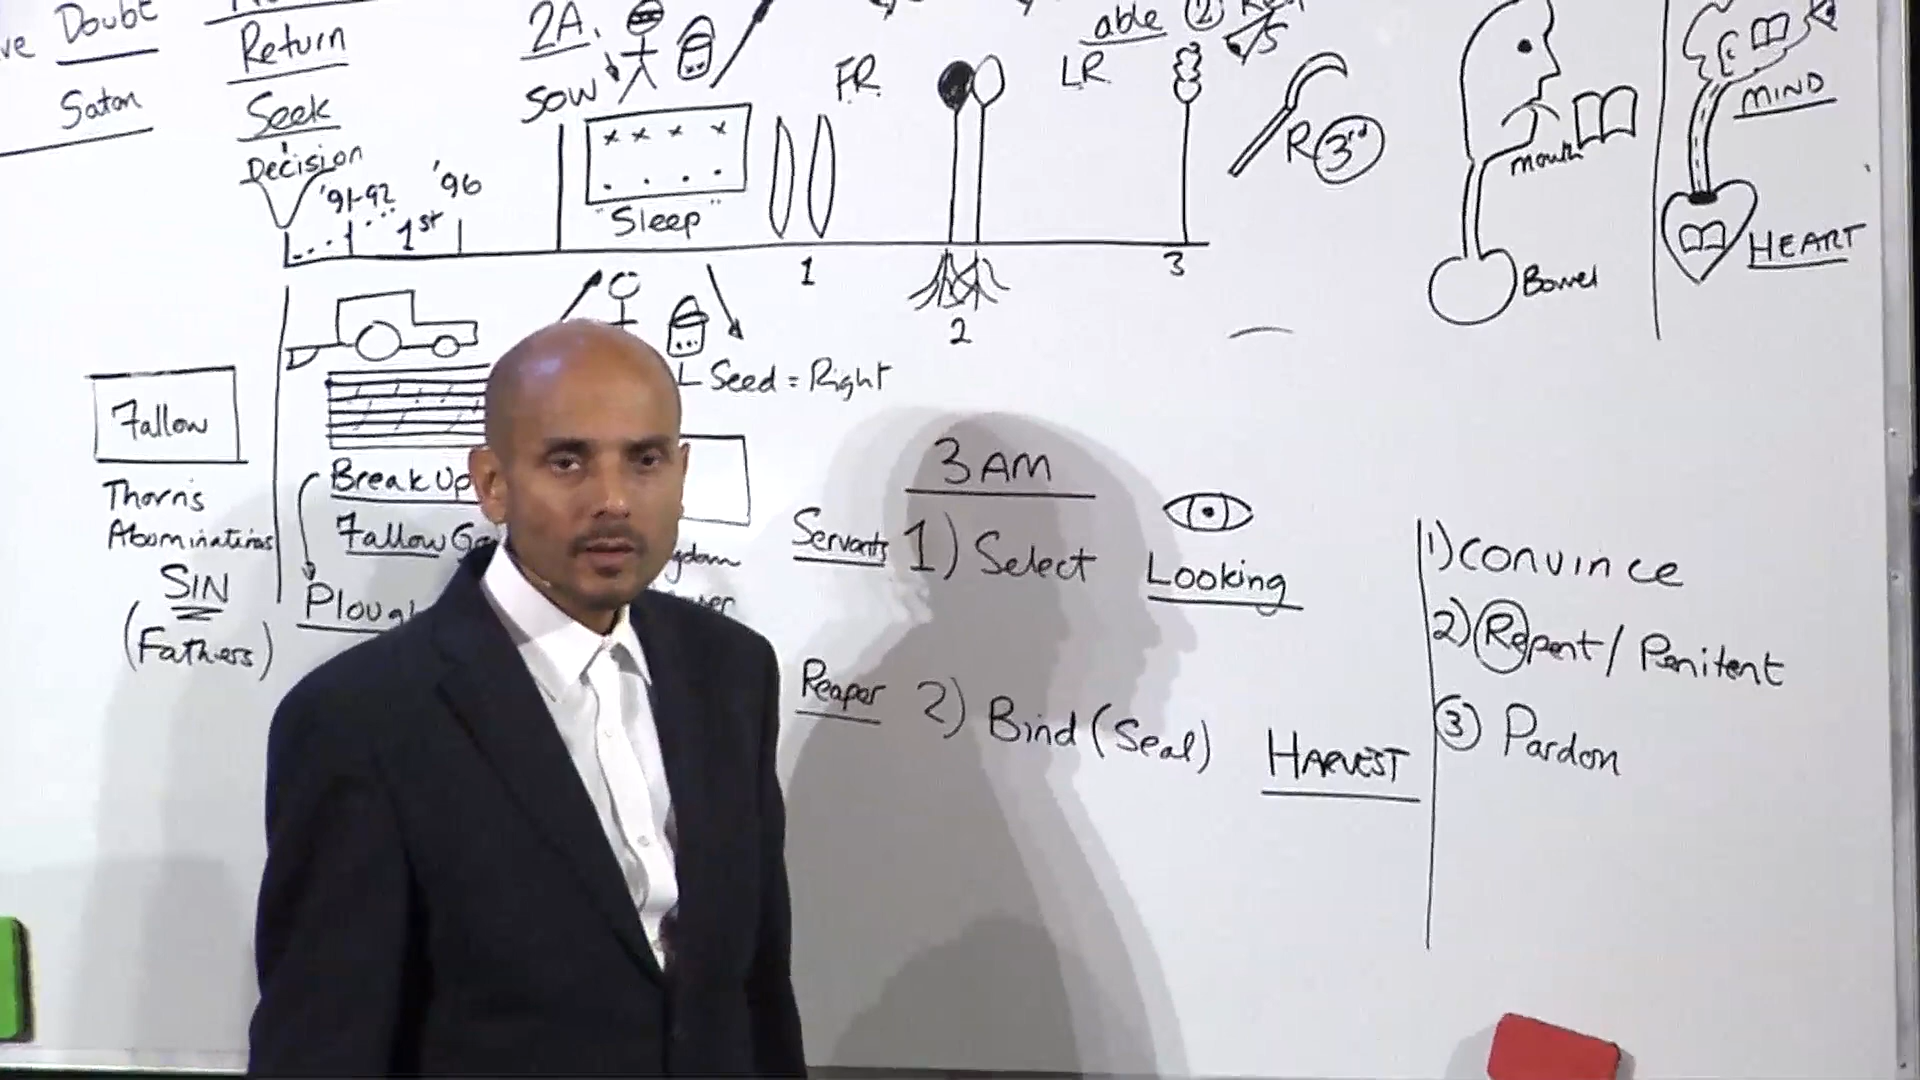 Doubt
Satan
Return
Seek
Decision
'91-92
'96
1st
2A.
SOW
"Sleep"
F.R.
able 2
L.R.
R 3rd
1
2
3
mouth
Bowel
MIND
HEART
Fallow
Thorns
Abominations
SIN
(Fathers)
Break Up
Fallow
Plough
Seed = Right
3 AM
Servants 1) Select
Looking
Reaper 2) Bind (Seal)
HARVEST
1) Convince
2) Repent / Penitent
3 Pardon